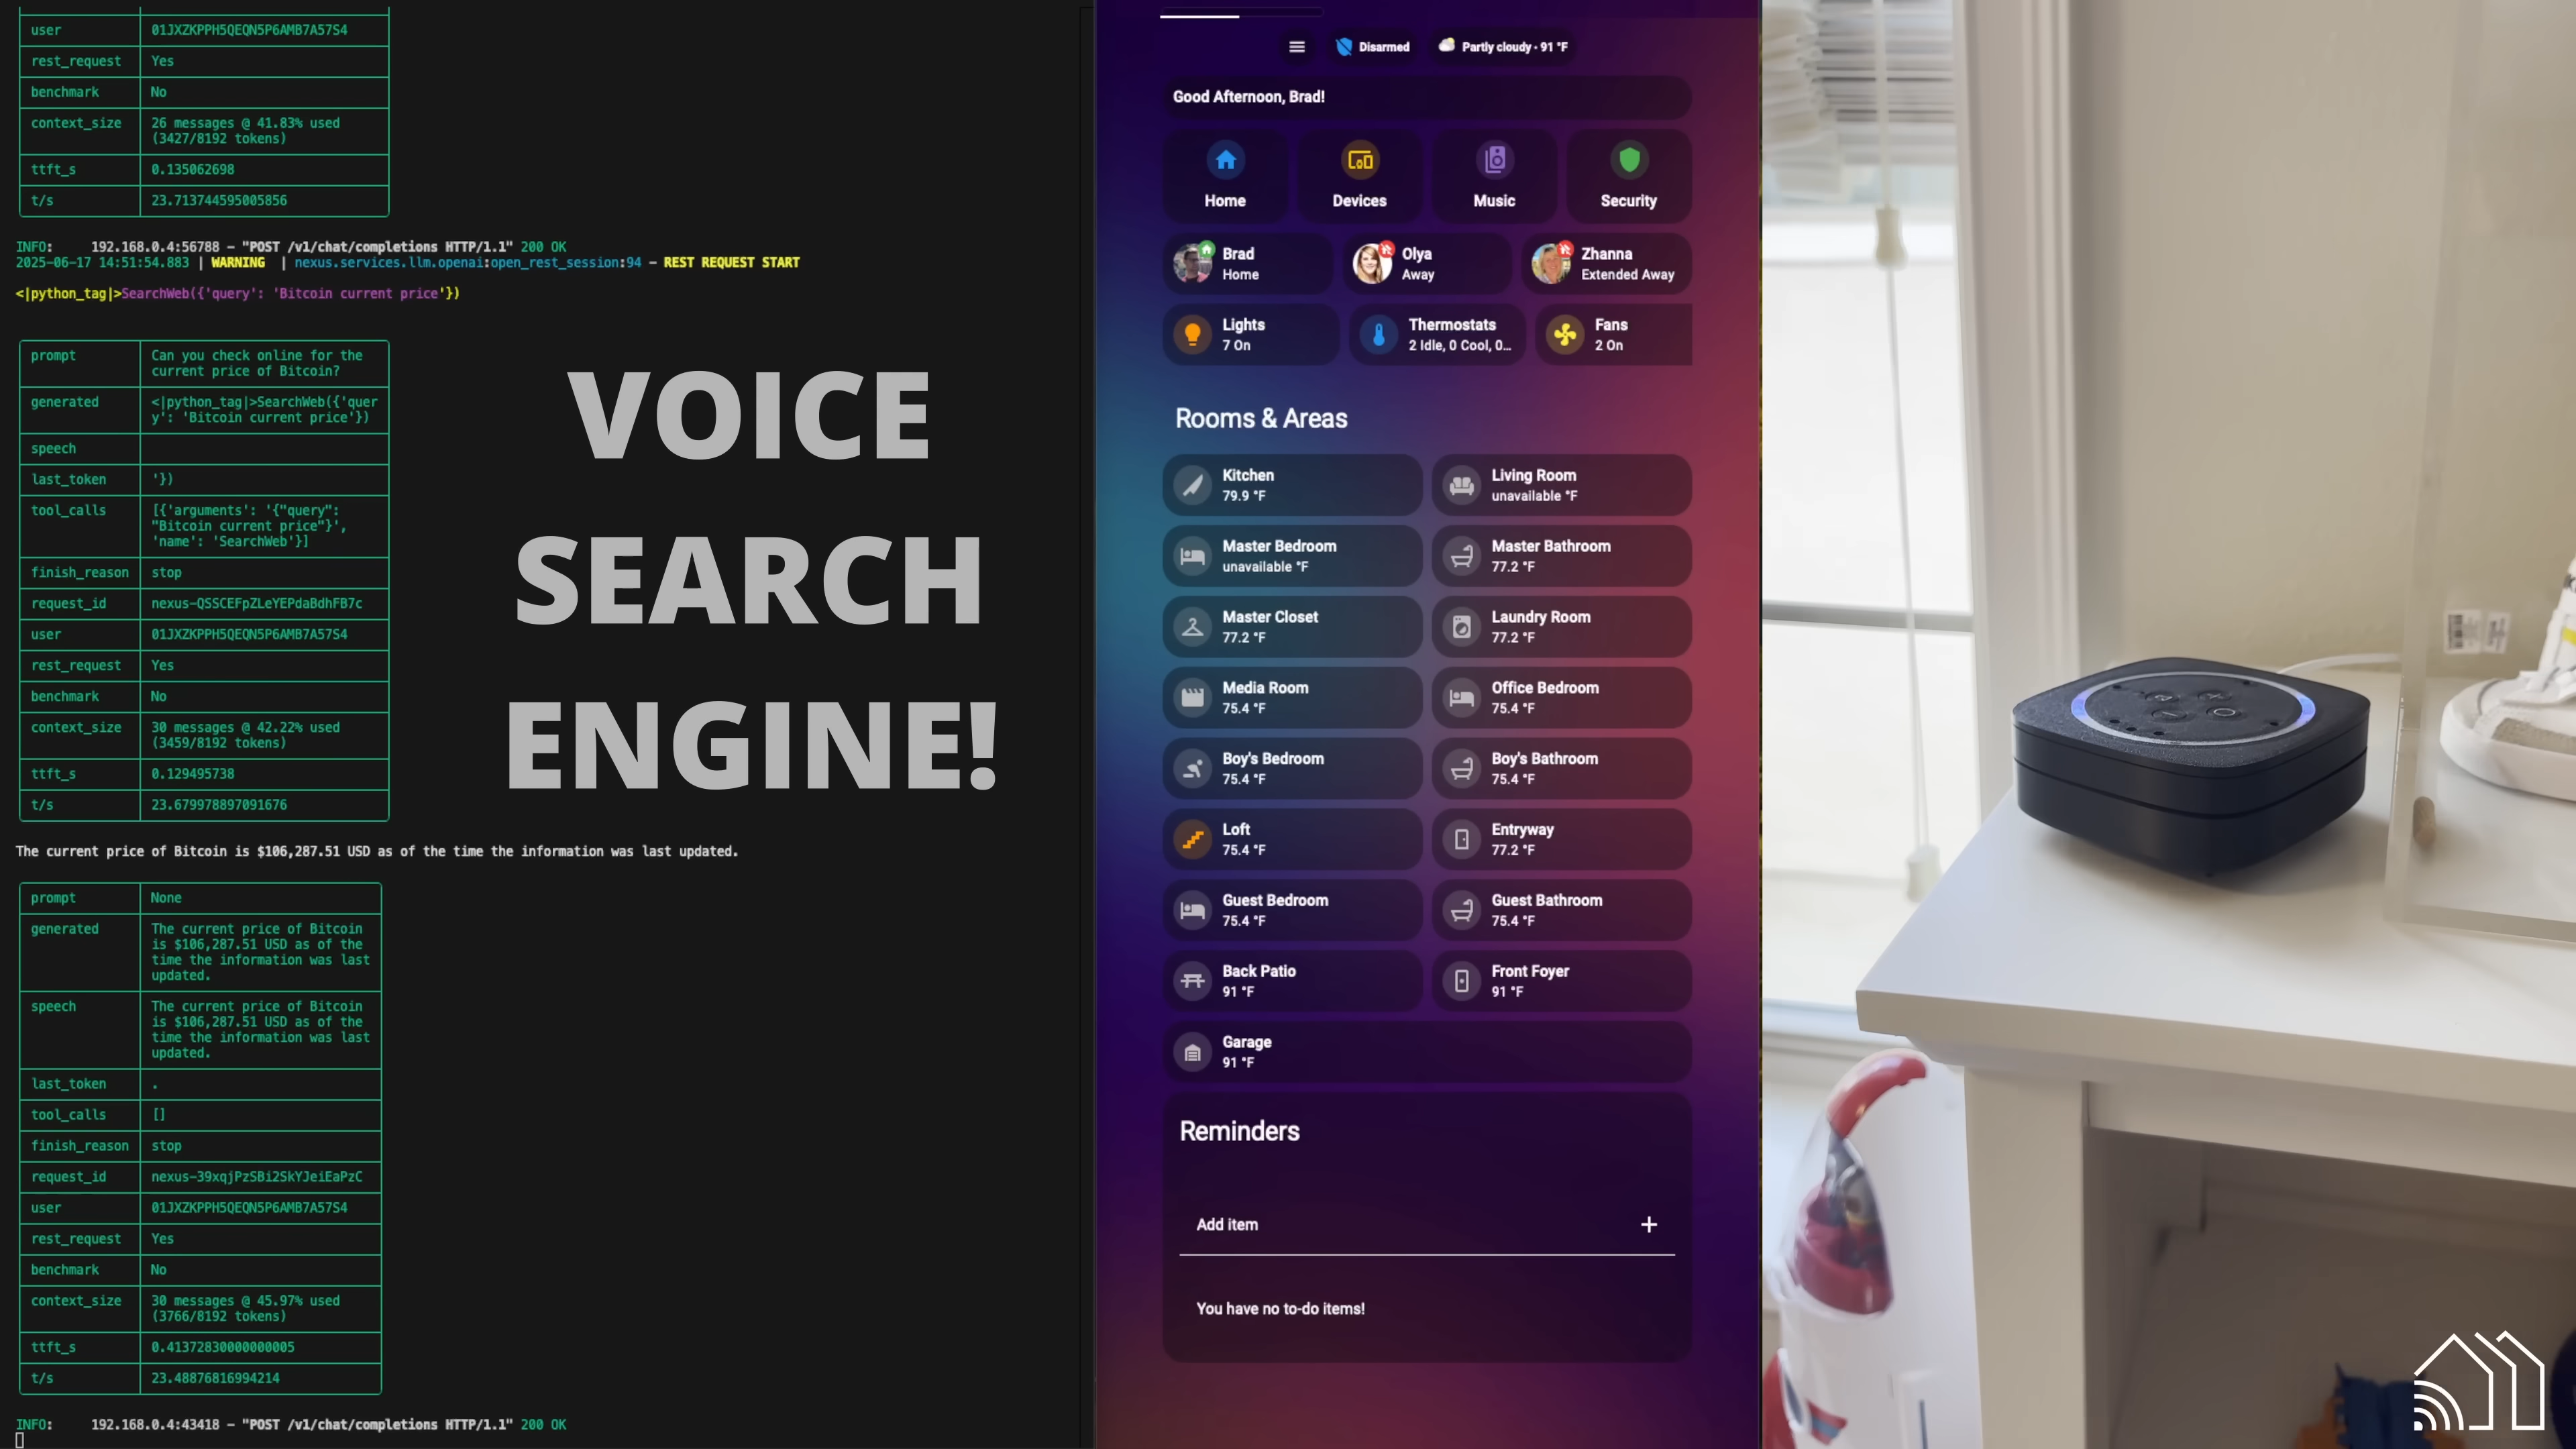 user 01JXZKPPH5QEQN5P6AMB7A57S4
rest_request Yes
benchmark No
context_size 26 messages @ 41.83% used
(3427/8192 tokens)
ttft_s 0.135062698
t/s 23.713744595005856
INFO: 192.168.0.4:56788 – "POST /v1/chat/completions HTTP/1.1" 200 OK
2025-06-17 14:51:54.883 | WARNING | nexus.services.llm.openai:open_rest_session:94 – REST REQUEST START
<|python_tag|>SearchWeb({'query': 'Bitcoin current price'})
prompt Can you check online for the
current price of Bitcoin?
generated <|python_tag|>SearchWeb({'quer
y': 'Bitcoin current price'})
speech
last_token '})
tool_calls [{'arguments': '{"query":
"Bitcoin current price"}',
'name': 'SearchWeb'}]
finish_reason stop
request_id nexus-QSSCEFpZLeYEPdaBdhFB7c
user 01JXZKPPH5QEQN5P6AMB7A57S4
rest_request Yes
benchmark No
context_size 30 messages @ 42.22% used
(3459/8192 tokens)
ttft_s 0.129495738
t/s 23.679978897091676
The current price of Bitcoin is $106,287.51 USD as of the time the information was last updated.
prompt None
generated The current price of Bitcoin
is $106,287.51 USD as of the
time the information was last
updated.
speech The current price of Bitcoin
is $106,287.51 USD as of the
time the information was last
updated.
last_token .
tool_calls []
finish_reason stop
request_id nexus-39xqjPzSBi2SkYJeiEaPzC
user 01JXZKPPH5QEQN5P6AMB7A57S4
rest_request Yes
benchmark No
context_size 30 messages @ 45.97% used
(3766/8192 tokens)
ttft_s 0.41372830000000005
t/s 23.48876816994214
INFO: 192.168.0.4:43418 – "POST /v1/chat/completions HTTP/1.1" 200 OK
VOICE
SEARCH
ENGINE!
Disarmed Partly cloudy • 91 °F
Good Afternoon, Brad!
Home Devices Music Security
Brad Olya Zhanna
Home Away Extended Away
Lights Thermostats Fans
7 On 2 Idle, 0 Cool, 0... 2 On
Rooms & Areas
Kitchen Living Room
79.9 °F unavailable °F
Master Bedroom Master Bathroom
unavailable °F 77.2 °F
Master Closet Laundry Room
77.2 °F 77.2 °F
Media Room Office Bedroom
75.4 °F 75.4 °F
Boy's Bedroom Boy's Bathroom
75.4 °F 75.4 °F
Loft Entryway
75.4 °F 77.2 °F
Guest Bedroom Guest Bathroom
75.4 °F 75.4 °F
Back Patio Front Foyer
91 °F 91 °F
Garage
91 °F
Reminders
Add item +
You have no to-do items!